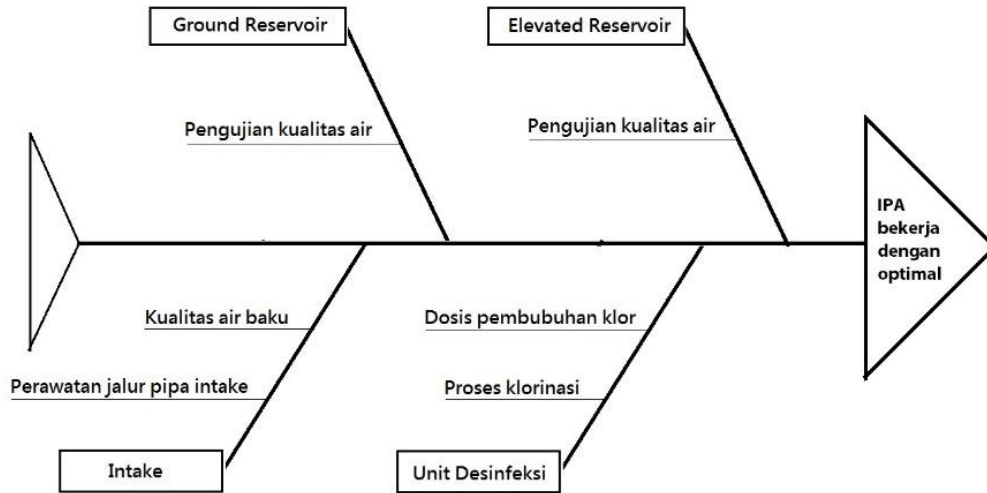 Ground Reservoir
Elevated Reservoir
Pengujian kualitas air
Pengujian kualitas air
IPA
bekerja
dengan
optimal
Kualitas air baku
Dosis pembubuhan klor
Perawatan jalur pipa intake
Proses klorinasi
Intake
Unit Desinfeksi